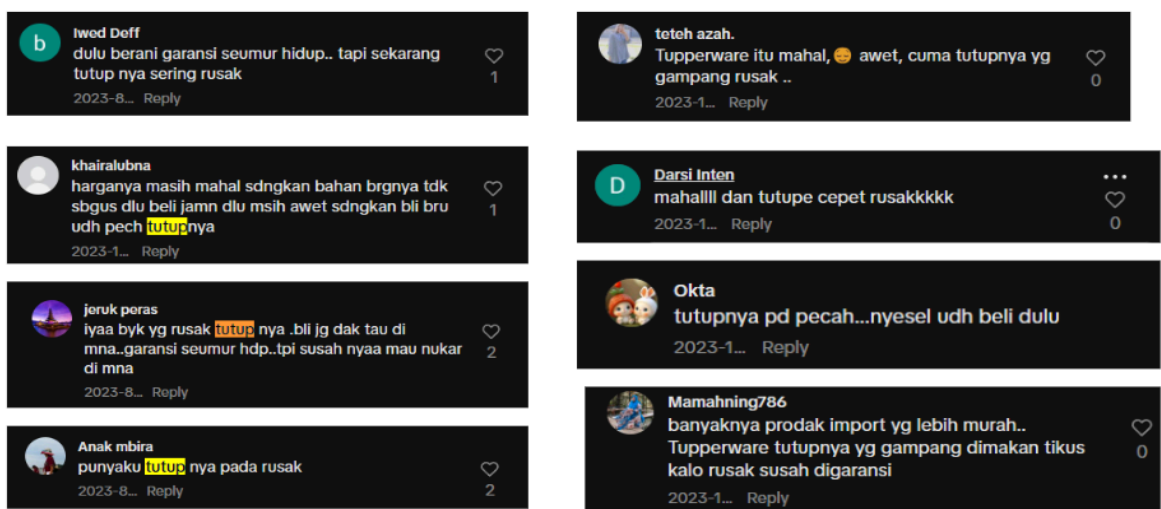 b
Iwed Deff
dulu berani garansi seumur hidup.. tapi sekarang
tutup nya sering rusak
1
2023-8... Reply
khairalubna
harganya masih mahal sdngkan bahan brgnya tdk
sbgus dlu beli jamn dlu msih awet sdngkan bli bru
udh pech tutupnya
1
2023-1... Reply
jeruk peras
iyaa byk yg rusak tutup nya .bli jg dak tau di
mna..garansi seumur hdp..tpi susah nyaa mau nukar
di mna
2
2023-8... Reply
Anak mbira
punyaku tutup nya pada rusak
2
2023-8... Reply
teteh azah.
Tupperware itu mahal,😌 awet, cuma tutupnya yg
gampang rusak ..
0
2023-1... Reply
D
Darsi Inten
mahallll dan tutupe cepet rusakkkkk
0
2023-1... Reply
Okta
tutupnya pd pecah...nyesel udh beli dulu
2023-1... Reply
Mamahning786
banyaknya prodak import yg lebih murah..
Tupperware tutupnya yg gampang dimakan tikus
kalo rusak susah digaransi
0
2023-1... Reply